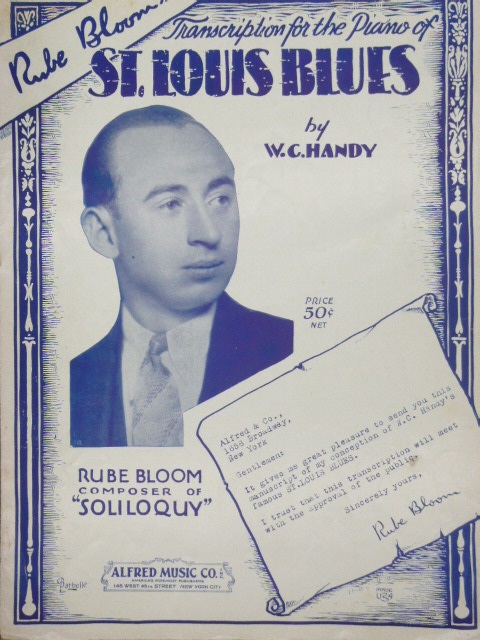 Rube Bloom's
Transcription for the Piano of
ST. LOUIS BLUES
by
W.C. HANDY
PRICE
50¢
NET
Alfred & Co.,
1658 Broadway,
New York
Gentlemen:
It gives me great pleasure to send you this
manuscript of my conception of W.C. Handy's
famous ST.LOUIS BLUES.
I trust that this transcription will meet
with the approval of the public.
Sincerely yours,
Rube Bloom
RUBE BLOOM
COMPOSER OF
"SOLILOQUY"
Barbelle
ALFRED MUSIC CO. INC
145 WEST 45TH STREET NEW YORK CITY